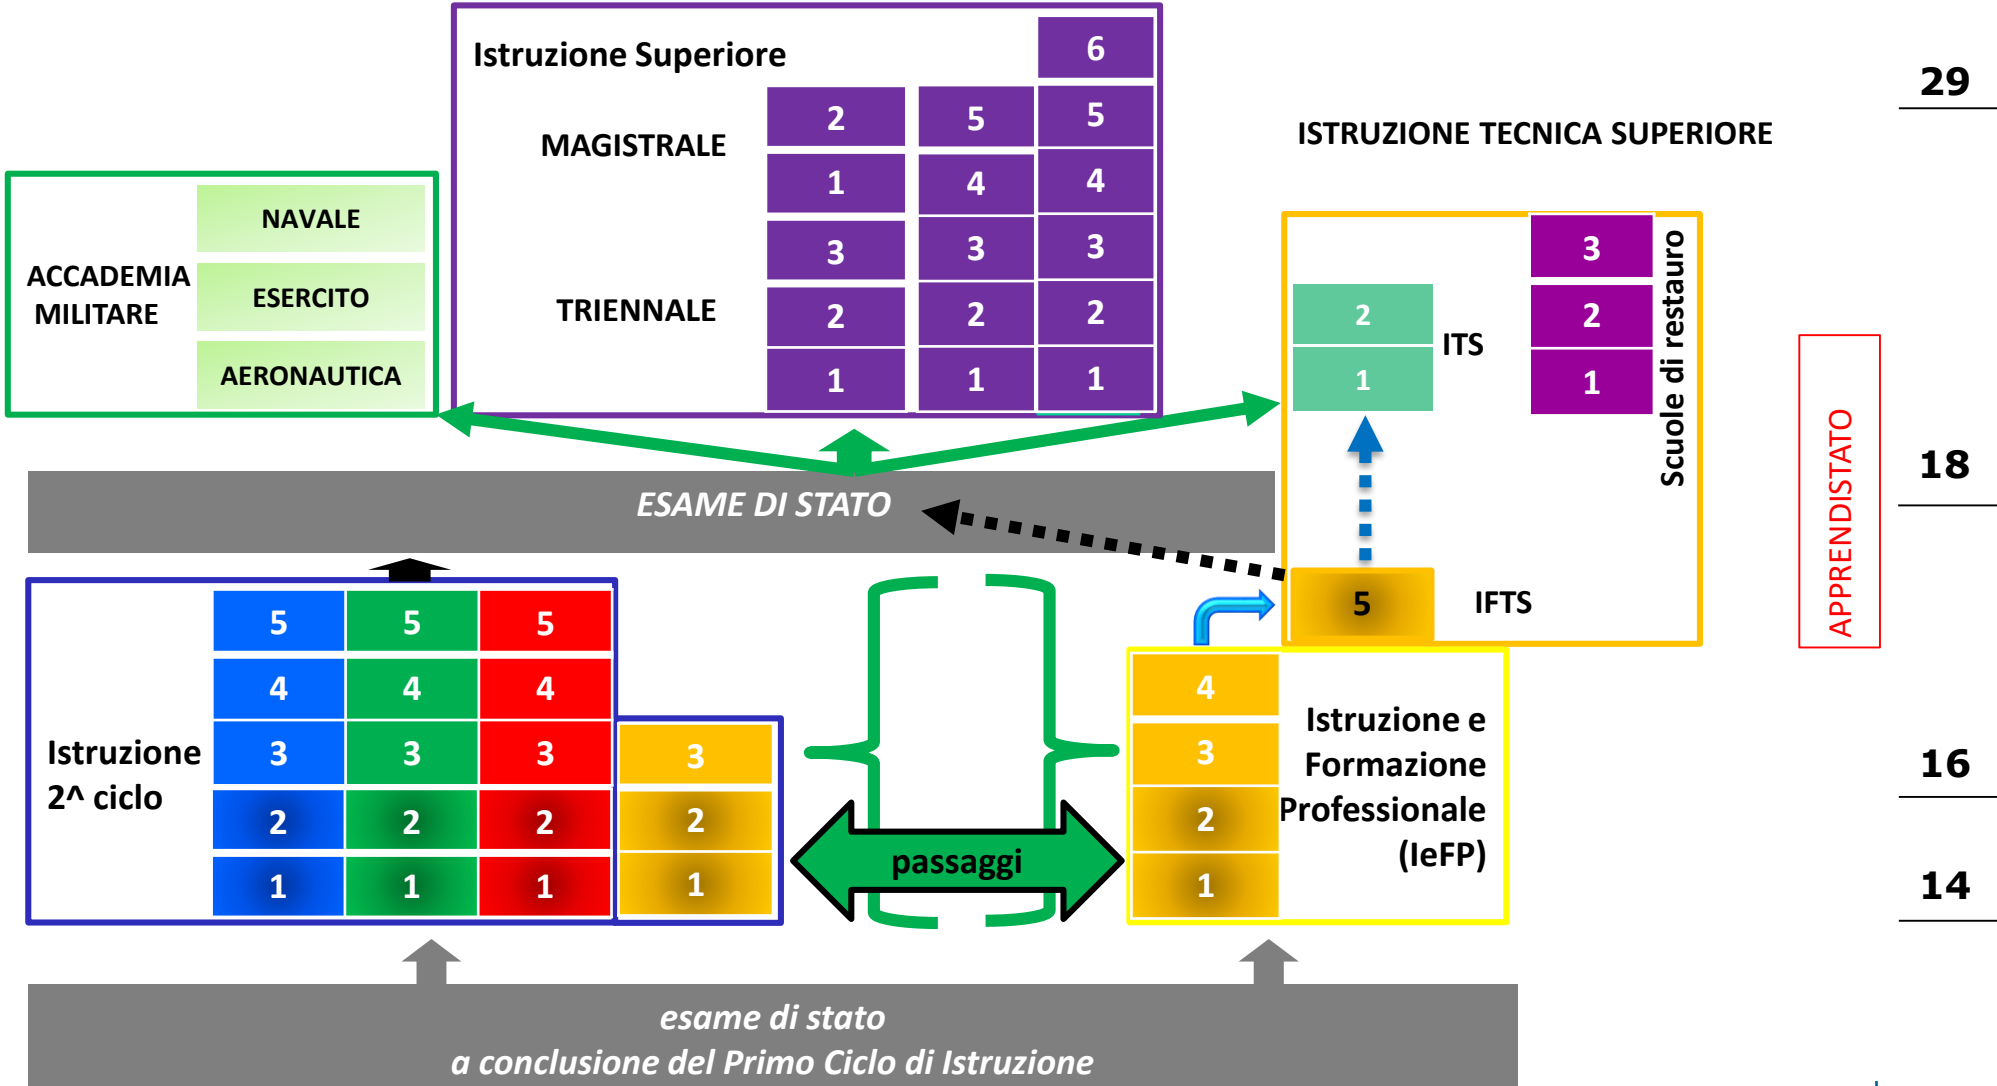 Istruzione Superiore
6
29
2 5 5
MAGISTRALE
ISTRUZIONE TECNICA SUPERIORE
1 4 4
NAVALE
3 3 3
3
ACCADEMIA
MILITARE
ESERCITO
TRIENNALE
2 2 2
2
ITS
2
Scuole di restauro
AERONAUTICA
1 1 1
1
1
APPRENDISTATO
18
ESAME DI STATO
5
IFTS
5 5 5
4 4 4
4
Istruzione
2^ ciclo
3 3 3
3
3
Istruzione e
Formazione
Professionale
(IeFP)
16
2 2 2
2
2
passaggi
1 1 1
1
1
14
esame di stato
a conclusione del Primo Ciclo di Istruzione